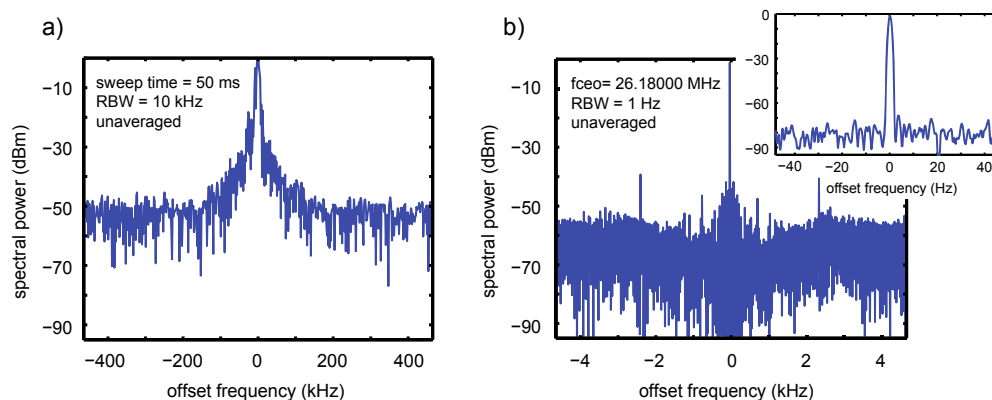 a)
sweep time = 50 ms
RBW = 10 kHz
unaveraged
−10
−30
−50
−70
−90
spectral power (dBm)
−400
−200
0
200
400
offset frequency (kHz)
b)
fceo= 26.18000 MHz
RBW = 1 Hz
unaveraged
−10
−30
−50
−70
−90
spectral power (dBm)
−4
−2
0
2
4
offset frequency (kHz)
0
−30
−60
−90
−40
−20
0
20
40
offset frequency (Hz)